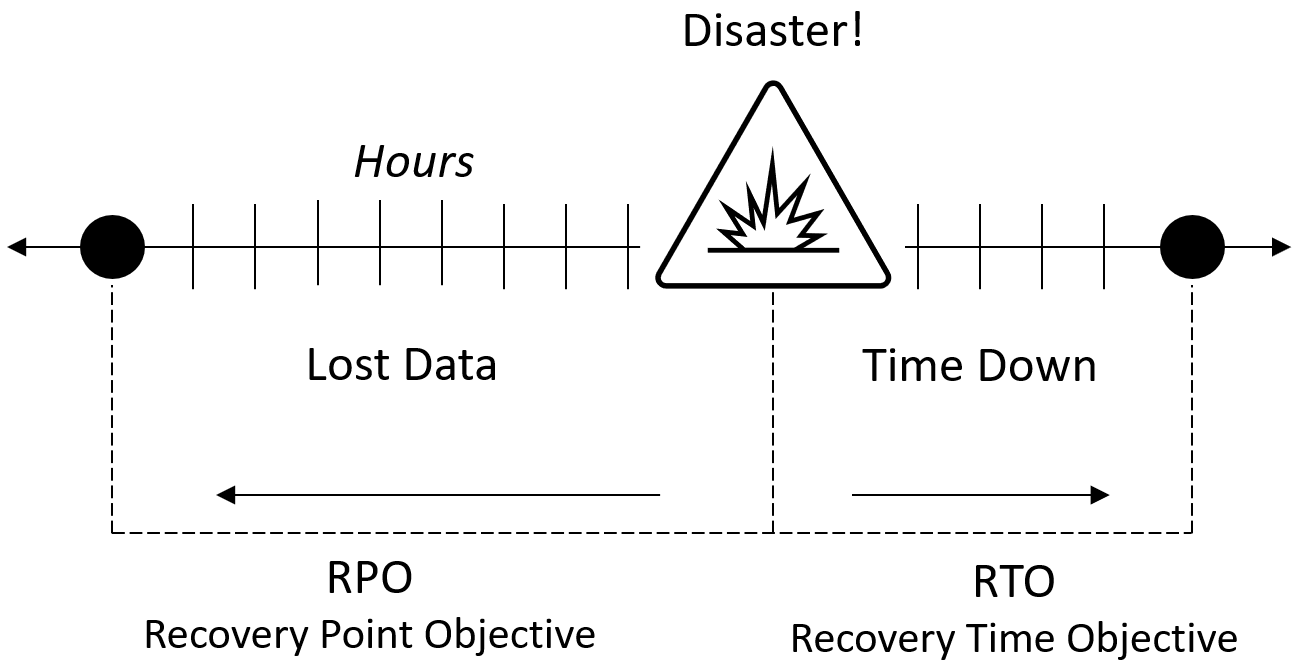 Disaster!
Hours
Lost Data
Time Down
RPO
Recovery Point Objective
RTO
Recovery Time Objective